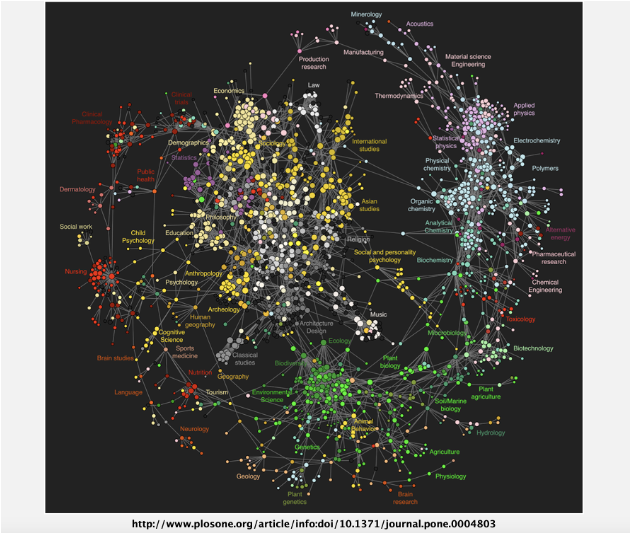 Minerology
Acoustics
Manufacturing
Production
research
Material science
Engineering
Law
Thermodynamics
Economics
Clinical
trials
Clinical
Pharmacology
Applied
physics
Statistical
physics
International
studies
Demographics
Sociology
Electrochemistry
Statistics
Physical
chemistry
Polymers
Public
health
Dermatology
Organic
chemistry
Asian
studies
Philosophy
Analytical
Chemistry
Social work
Child
Psychology
Education
Alternative
energy
Religion
Social and personality
psychology
Biochemistry
Pharmaceutical
research
Nursing
Psychology
Anthropology
Chemical
Engineering
Archeology
Human
geography
Music
Toxicology
Architecture
Design
Cognitive
Science
Microbiology
Ecology
Sports
medicine
Brain studies
Classical
studies
Biodiversity
Plant
biology
Biotechnology
Nutrition
Geography
Tourism
Environmental
Science
Plant
agriculture
Language
Soil/Marine
biology
Neurology
Animal
Behavior
Hydrology
Genetics
Agriculture
Geology
Physiology
Plant
genetics
Brain
research
http://www.plosone.org/article/info:doi/10.1371/journal.pone.0004803